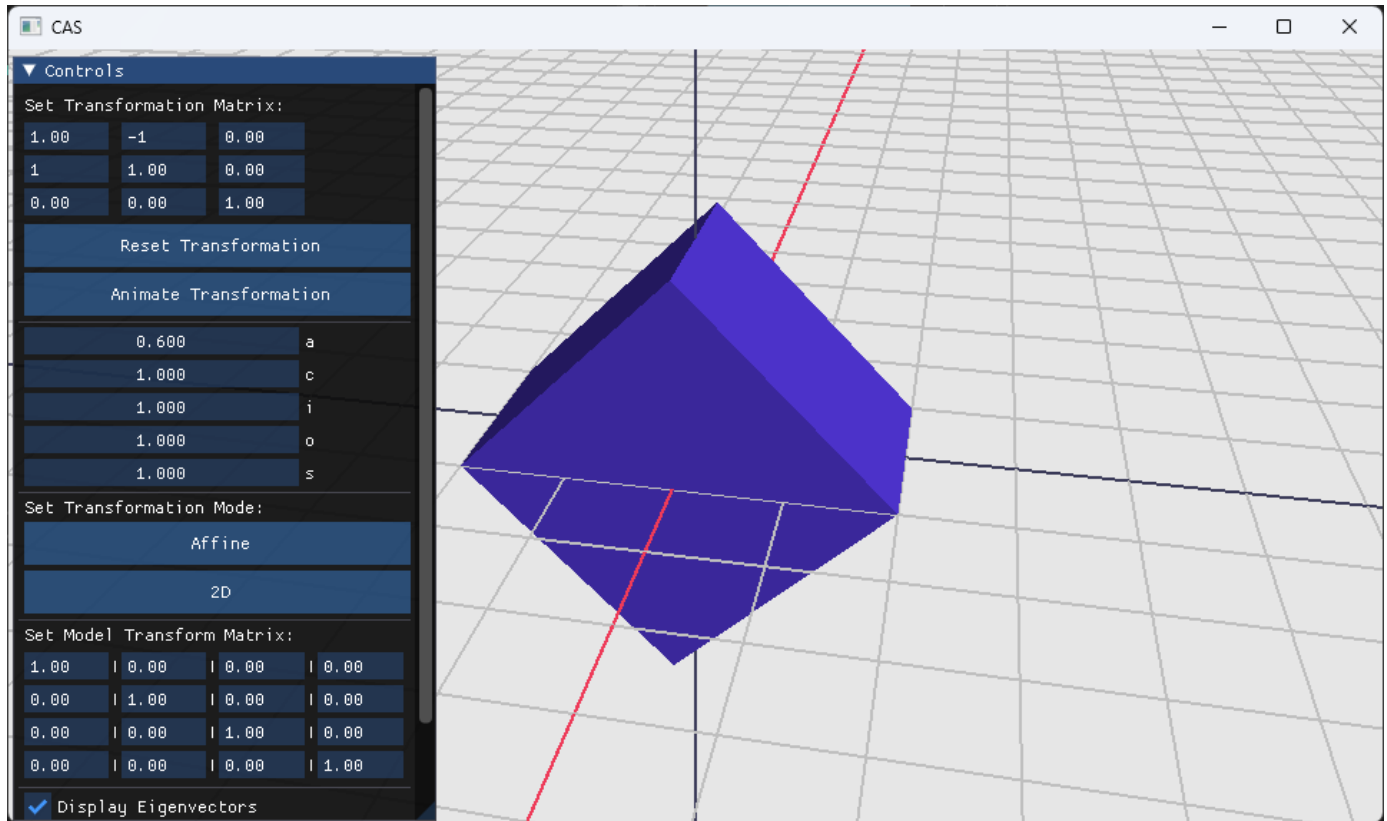 CAS
Controls
Set Transformation Matrix:
1.00 -1 0.00
1 1.00 0.00
0.00 0.00 1.00
Reset Transformation
Animate Transformation
0.600 a
1.000 c
1.000 i
1.000 o
1.000 s
Set Transformation Mode:
Affine
2D
Set Model Transform Matrix:
1.00 | 0.00 | 0.00 | 0.00
0.00 | 1.00 | 0.00 | 0.00
0.00 | 0.00 | 1.00 | 0.00
0.00 | 0.00 | 0.00 | 1.00
Display Eigenvectors